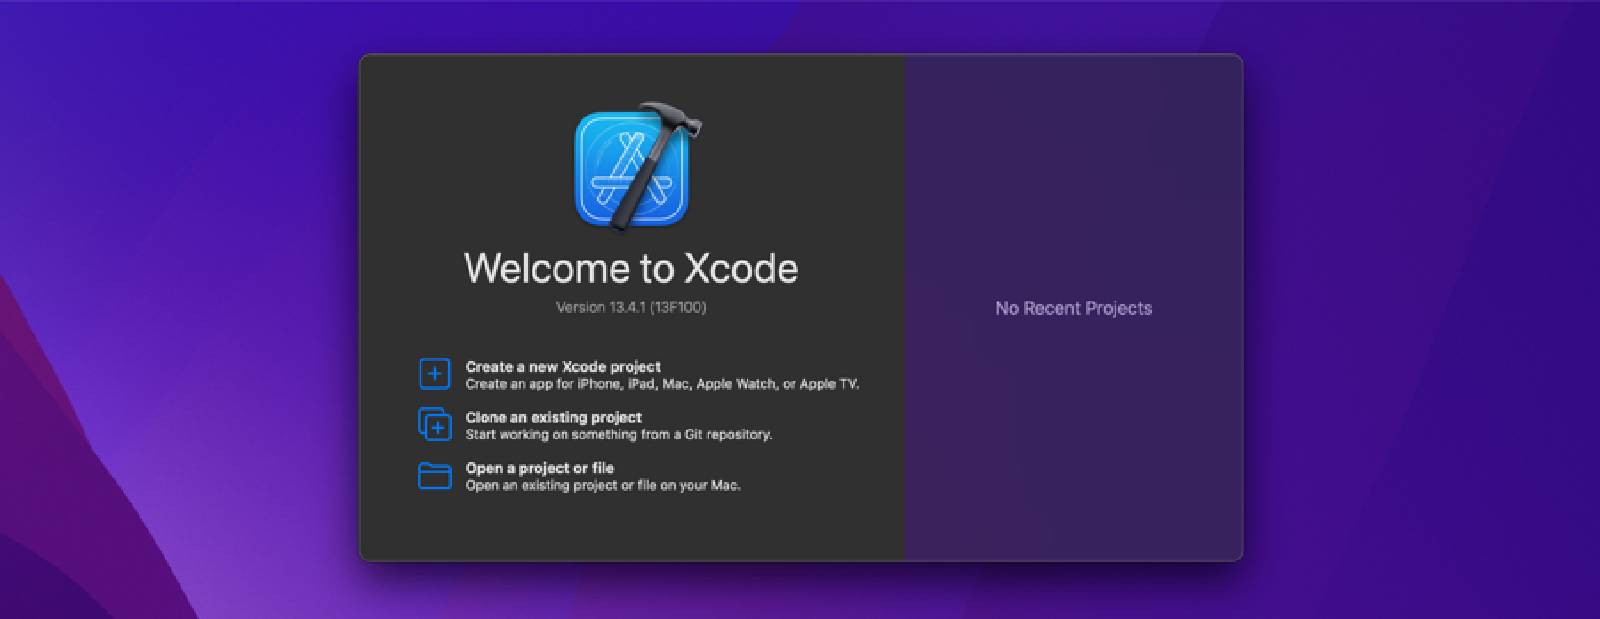 Welcome to Xcode
Version 13.4.1 (13F100)
Create a new Xcode project
Create an app for iPhone, iPad, Mac, Apple Watch, or Apple TV.
Clone an existing project
Start working on something from a Git repository.
Open a project or file
Open an existing project or file on your Mac.
No Recent Projects